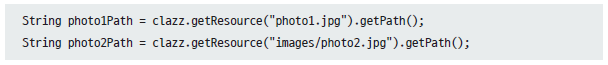 String photo1Path = clazz.getResource("photo1.jpg").getPath();
String photo2Path = clazz.getResource("images/photo2.jpg").getPath();